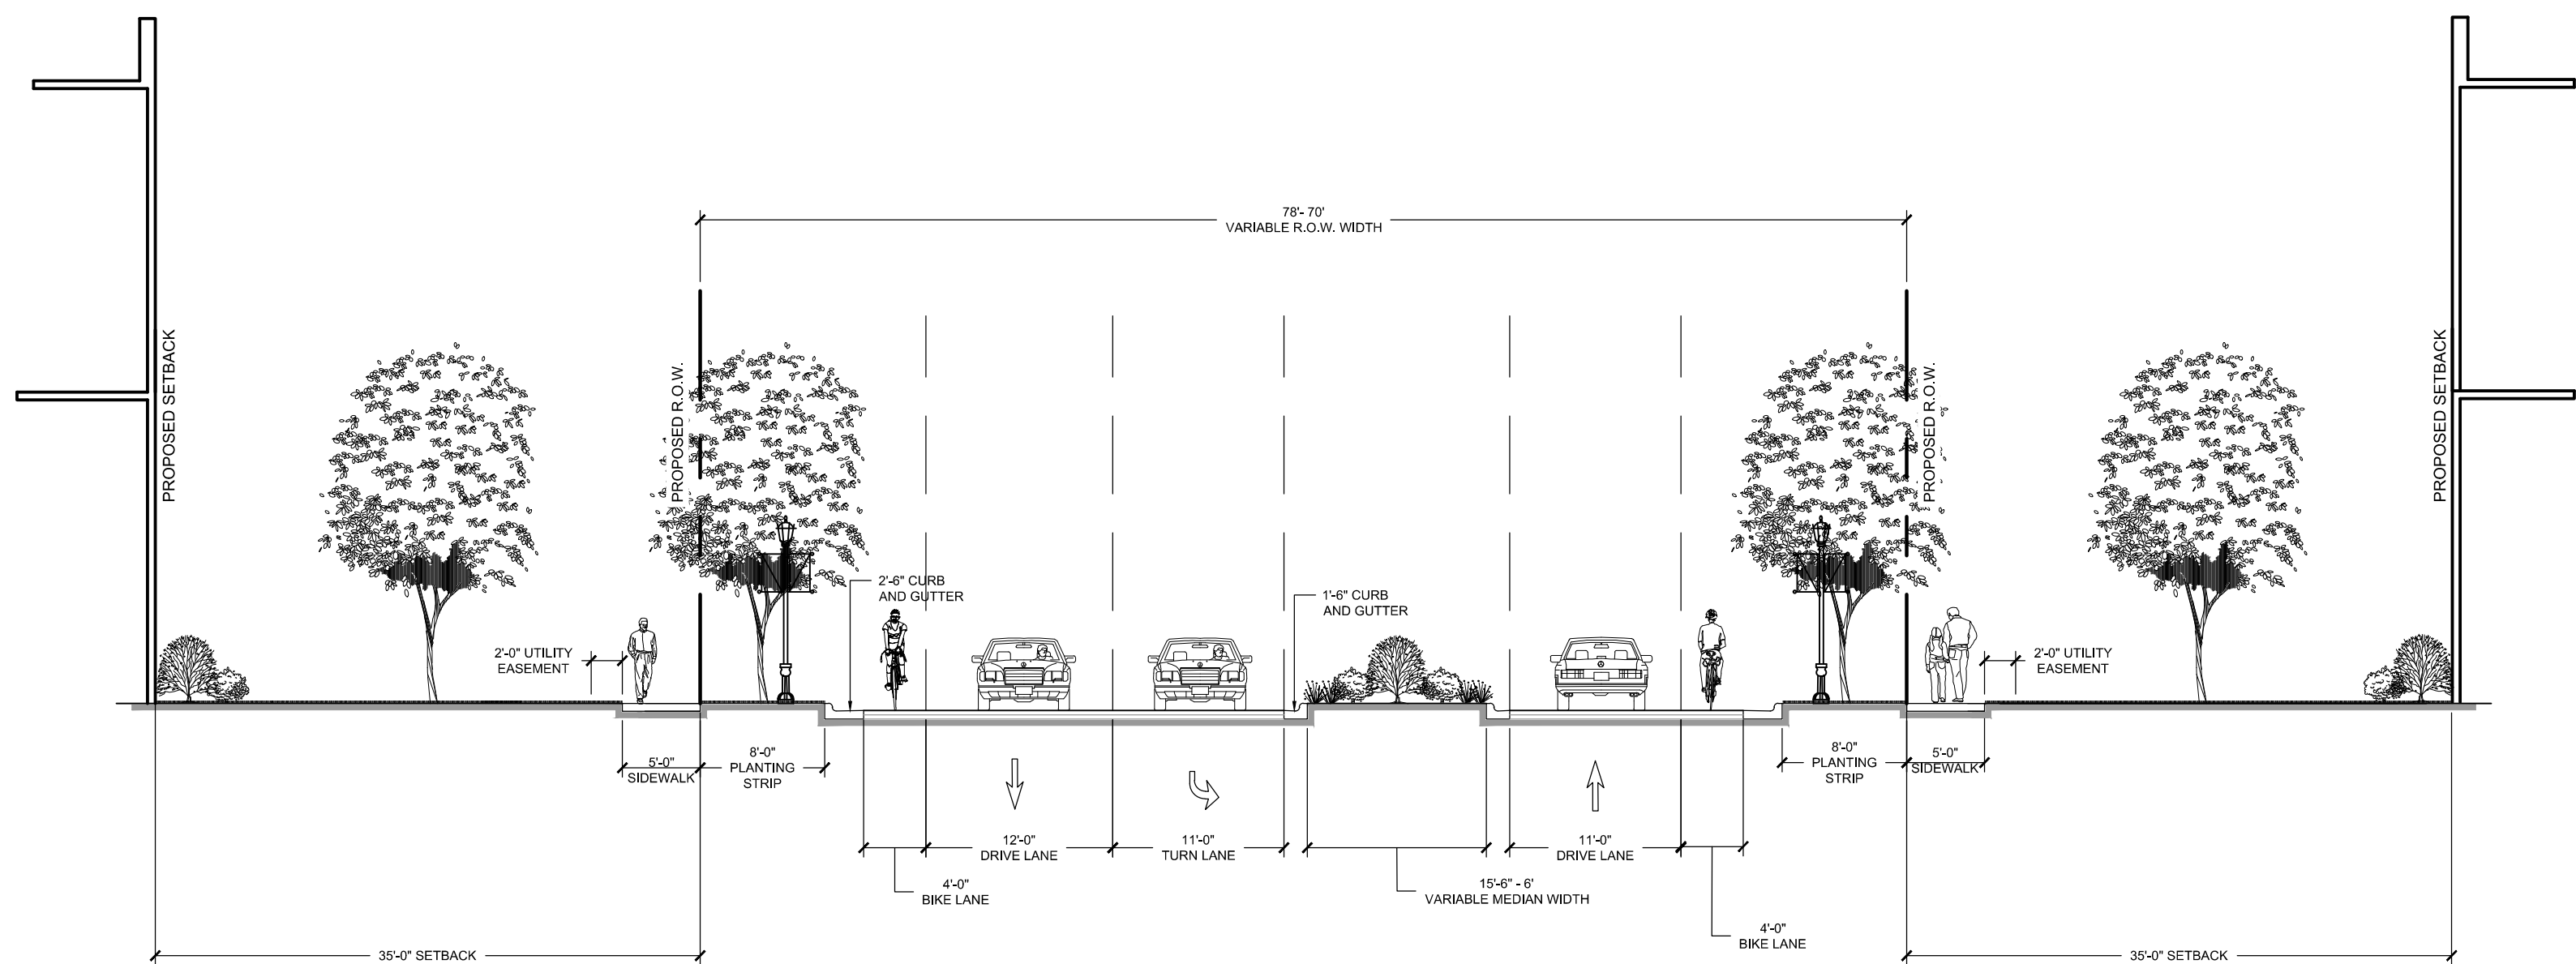 78'- 70'
VARIABLE R.O.W. WIDTH
PROPOSED SETBACK
PROPOSED R.O.W.
PROPOSED R.O.W.
PROPOSED SETBACK
2'-6" CURB
AND GUTTER
1'-6" CURB
AND GUTTER
2'-0" UTILITY
EASEMENT
2'-0" UTILITY
EASEMENT
5'-0"
SIDEWALK
8'-0"
PLANTING
STRIP
8'-0"
PLANTING
STRIP
5'-0"
SIDEWALK
12'-0"
DRIVE LANE
11'-0"
TURN LANE
11'-0"
DRIVE LANE
4'-0"
BIKE LANE
15'-6" - 6'
VARIABLE MEDIAN WIDTH
4'-0"
BIKE LANE
35'-0" SETBACK
35'-0" SETBACK